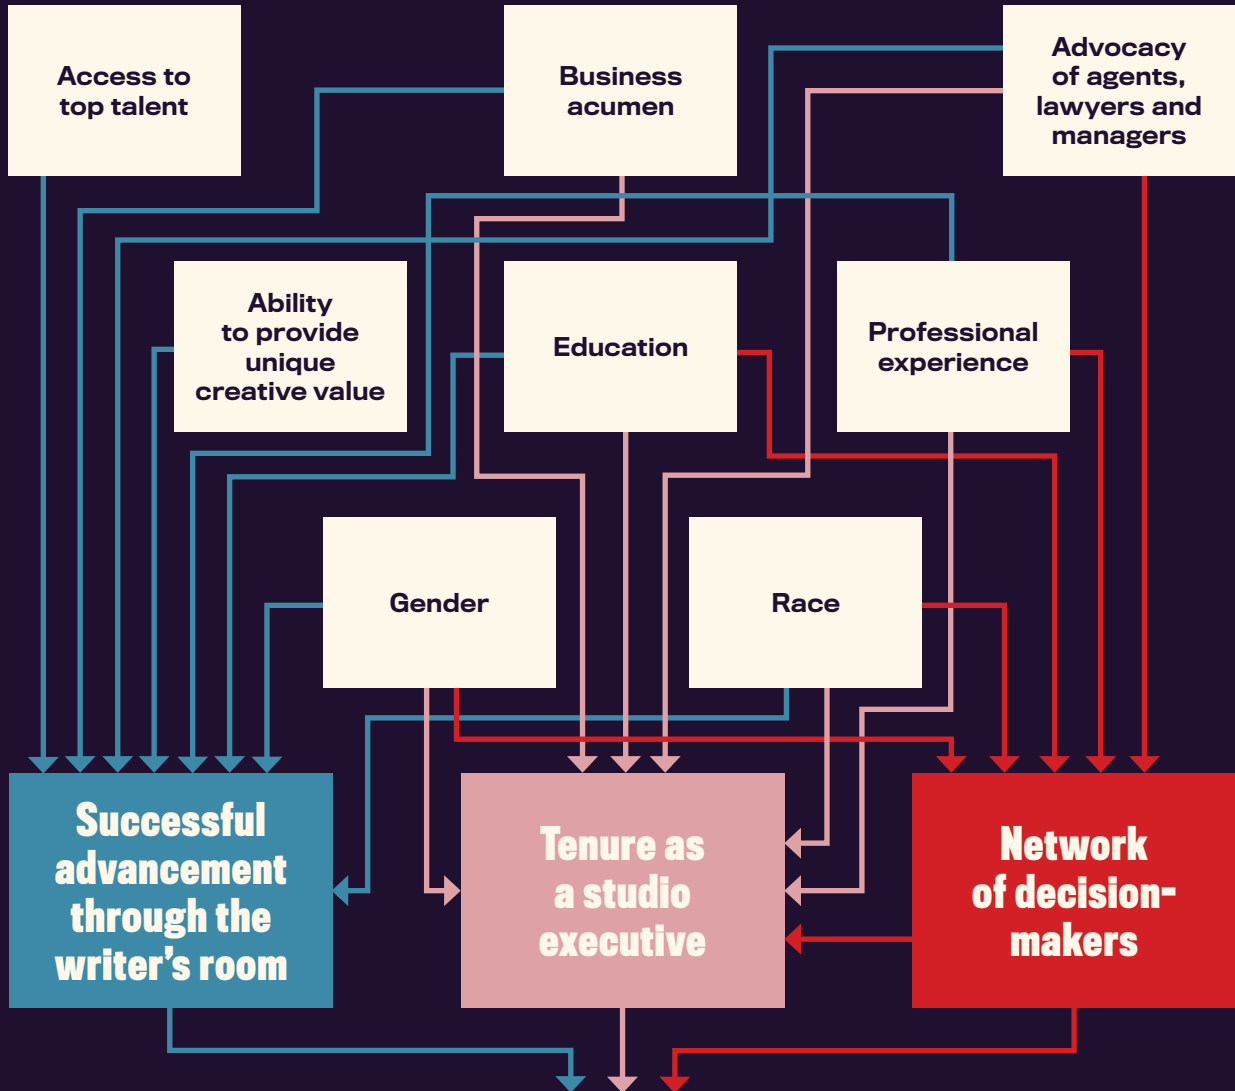 Access to
top talent
Business
acumen
Advocacy
of agents,
lawyers and
managers
Ability
to provide
unique
creative value
Education
Professional
experience
Gender
Race
Successful
advancement
through the
writer's room
Tenure as
a studio
executive
Network
of decision-
makers